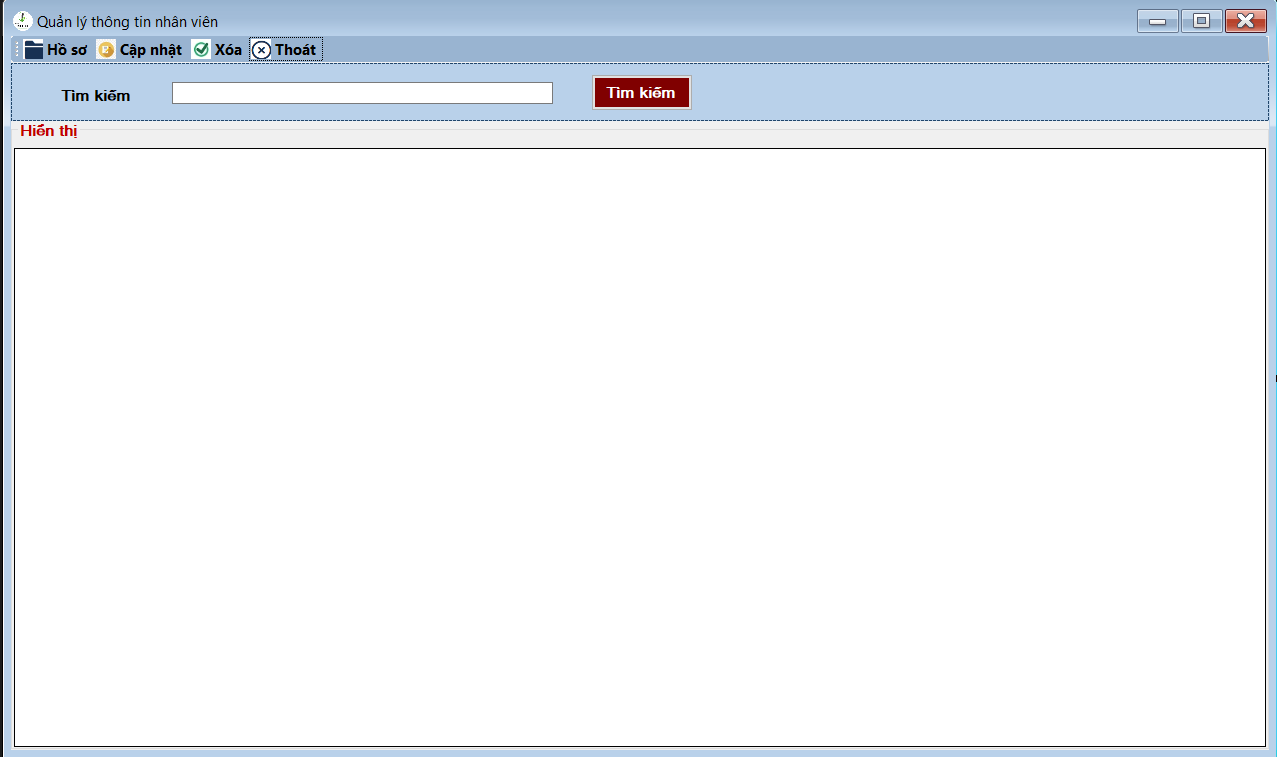 Quản lý thông tin nhân viên
Hồ sơ Cập nhật Xóa Thoát
Tìm kiếm Tìm kiếm
Hiển thị